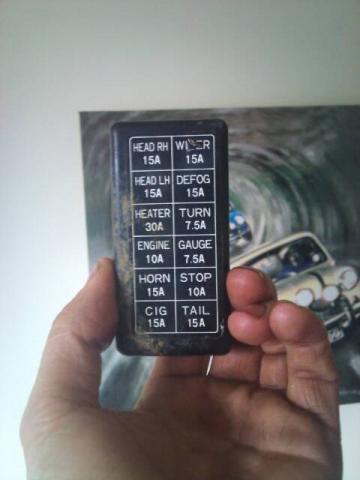 HEAD RH
15A
15A
HEAD LH
15A
DEFOG
15A
HEATER
30A
TURN
7.5A
ENGINE
10A
GAUGE
7.5A
HORN
15A
STOP
10A
CIG
15A
TAIL
15A